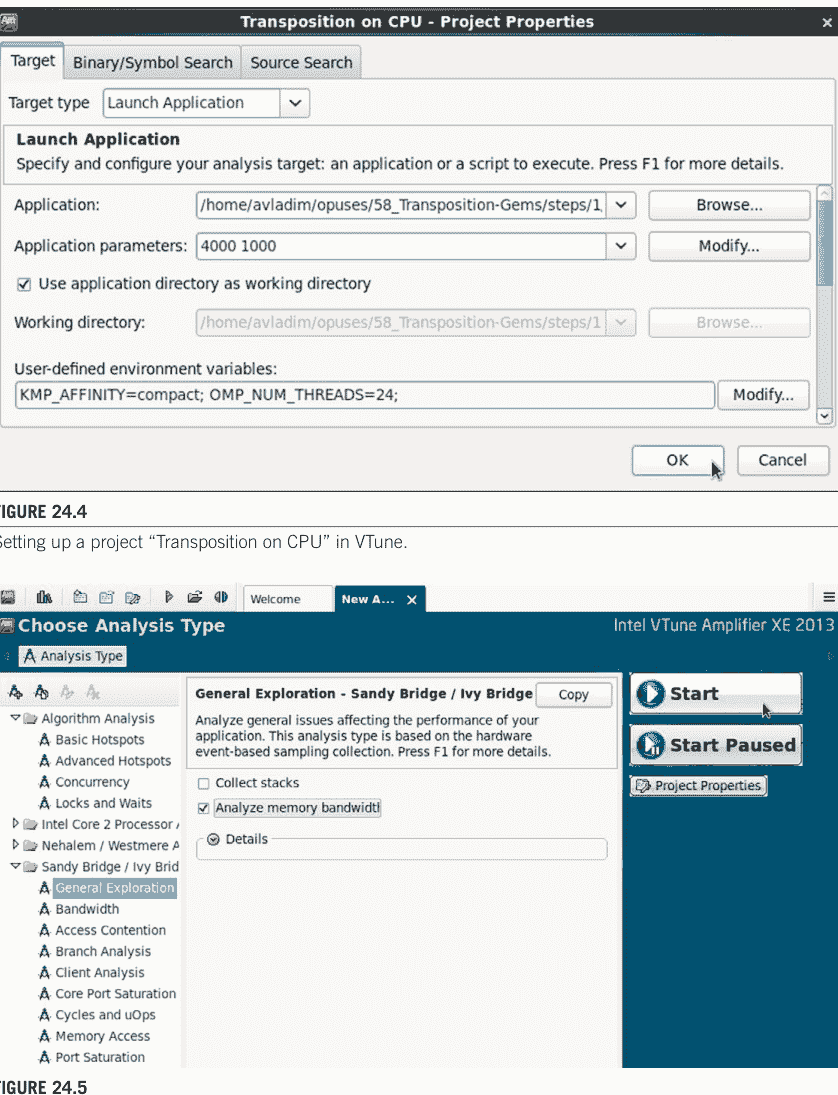 Transposition on CPU - Project Properties
Target Binary/Symbol Search Source Search
Target type Launch Application
Launch Application
Specify and configure your analysis target: an application or a script to execute. Press F1 for more details.
Application: /home/avladim/opuses/58_Transposition-Gems/steps/1 Browse...
Application parameters: 4000 1000 Modify...
Use application directory as working directory
Working directory: /home/avladim/opuses/58_Transposition-Gems/steps/1 Browse...
User-defined environment variables:
KMP_AFFINITY=compact; OMP_NUM_THREADS=24; Modify...
OK Cancel
IGURE 24.4
Setting up a project “Transposition on CPU” in VTune.
Welcome New A...
Choose Analysis Type Intel VTune Amplifier XE 2013
Analysis Type
General Exploration - Sandy Bridge / Ivy Bridge Copy
Analyze general issues affecting the performance of your
application. This analysis type is based on the hardware
event-based sampling collection. Press F1 for more details.
Collect stacks
Analyze memory bandwidtl
Details
Algorithm Analysis
Basic Hotspots
Advanced Hotspots
Concurrency
Locks and Waits
Intel Core 2 Processor
Nehalem / Westmere A
Sandy Bridge / Ivy Brid
General Exploration
Bandwidth
Access Contention
Branch Analysis
Client Analysis
Core Port Saturation
Cycles and uOps
Memory Access
Port Saturation
Start
Start Paused
Project Properties
IGURE 24.5